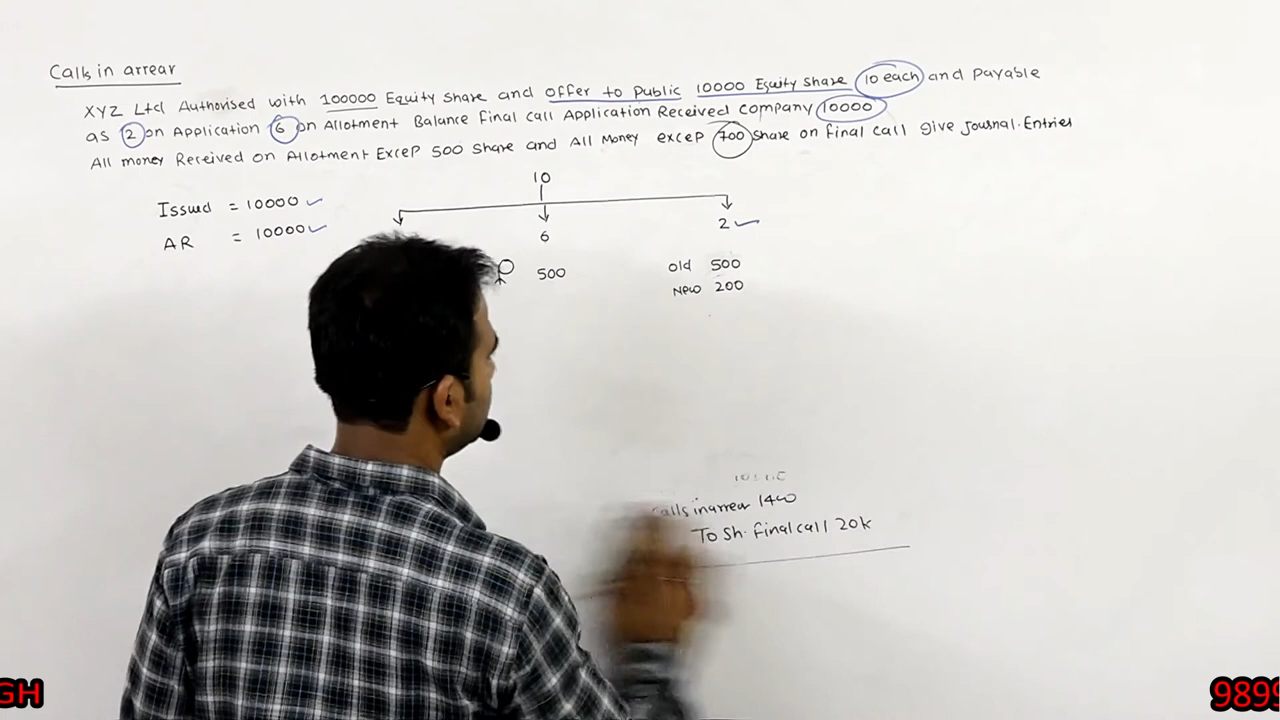 Calls in arrear
XYZ Ltd Authorised with 100000 Equity Share and offer to Public 10000 Equity Share 10 each and Payable
as 2 on Application 6 on Allotment Balance Final call Application Received company 10000
All money Received on Allotment Excep 500 Share and All Money excep 700 Share on final call give Journal Entries
10
Issued = 10000
AR = 10000
6
2
500
old 500
New 200
calls in arrear 1400
To Sh. final call 20k
GH
9899